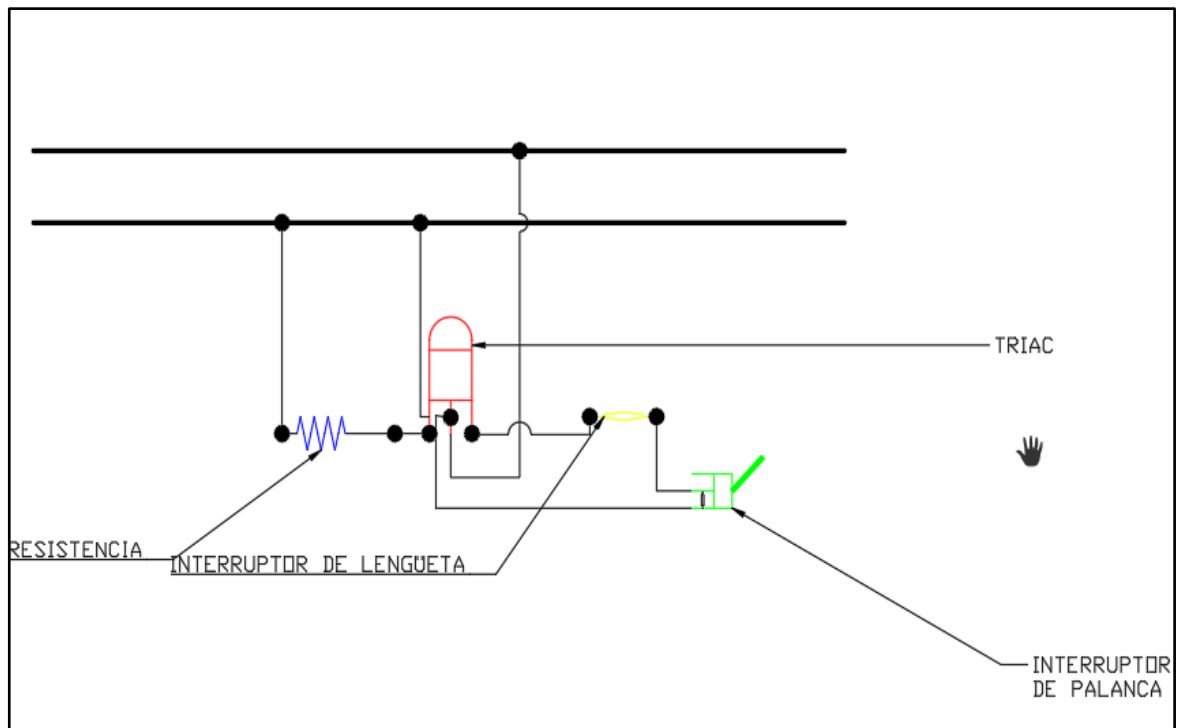 TRIAC
RESISTENCIA
INTERRUPTOR DE LENGÜETA
INTERRUPTOR
DE PALANCA